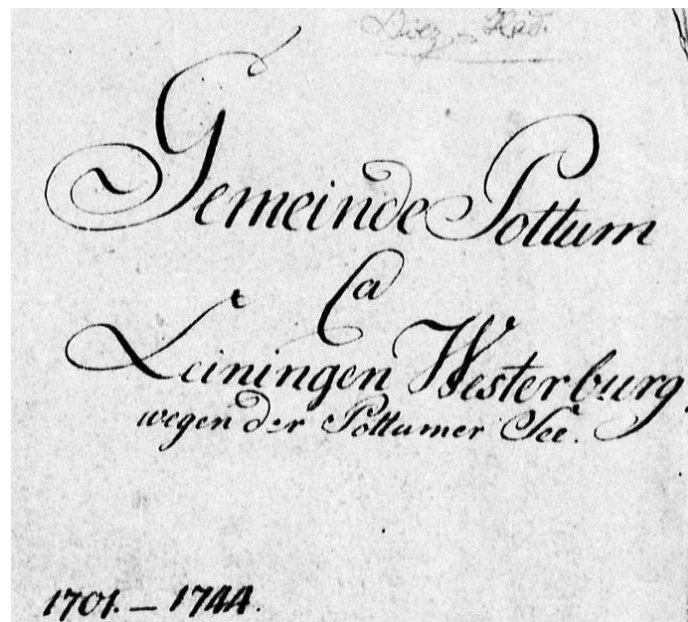 Gemeinde Pottum
Ca
Leiningen Westerburg.
wegen der Pottumer See.
1701. – 1744.